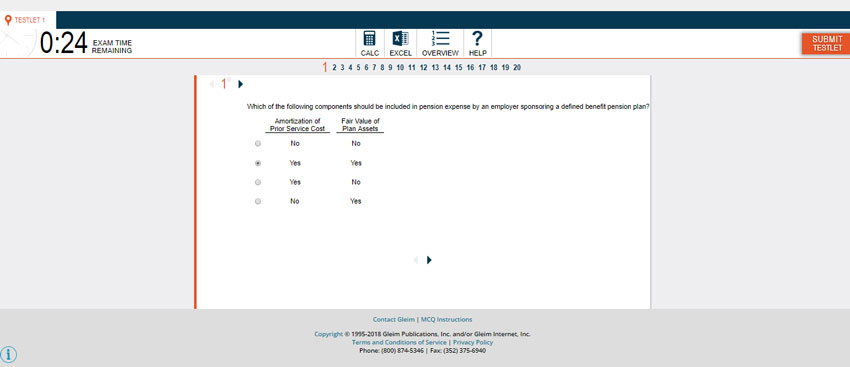 TESTLET 1
0:24 EXAM TIME REMAINING
CALC EXCEL OVERVIEW HELP
SUBMIT TESTLET
1 2 3 4 5 6 7 8 9 10 11 12 13 14 15 16 17 18 19 20
1
Which of the following components should be included in pension expense by an employer sponsoring a defined benefit pension plan?
Amortization of Fair Value of
Prior Service Cost Plan Assets
No No
Yes Yes
Yes No
No Yes
Contact Gleim | MCQ Instructions
Copyright © 1995-2018 Gleim Publications, Inc. and/or Gleim Internet, Inc.
Terms and Conditions of Service | Privacy Policy
Phone: (800) 874-5346 | Fax: (352) 375-6940